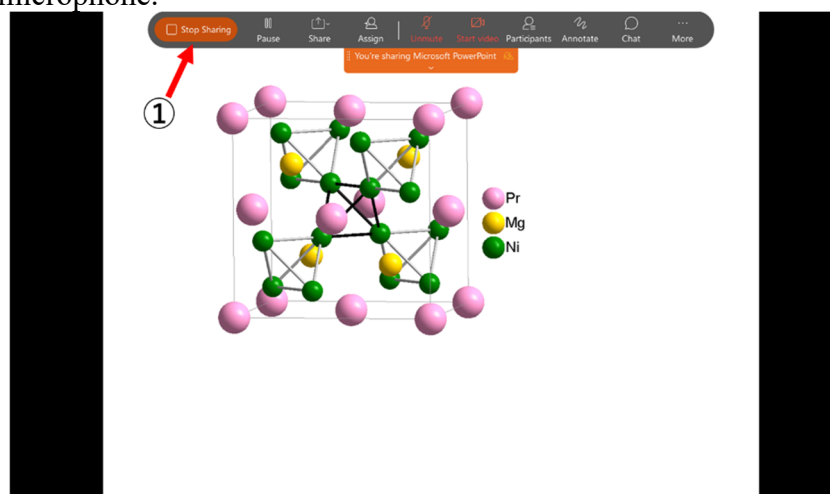 microphone.
Stop Sharing
Pause
Share
Assign
Unmute
Start video
Participants
Annotate
Chat
More
You're sharing Microsoft PowerPoint
①
Pr
Mg
Ni